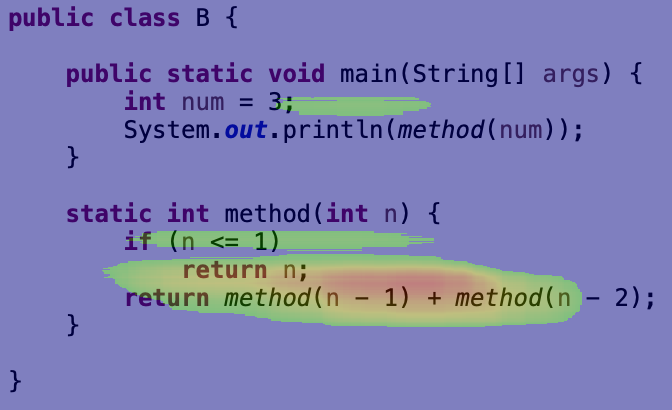 public class B {
public static void main(String[] args) {
int num = 3;
System.out.println(method(num));
}
static int method(int n) {
if (n <= 1)
return n;
return method(n - 1) + method(n - 2);
}
}